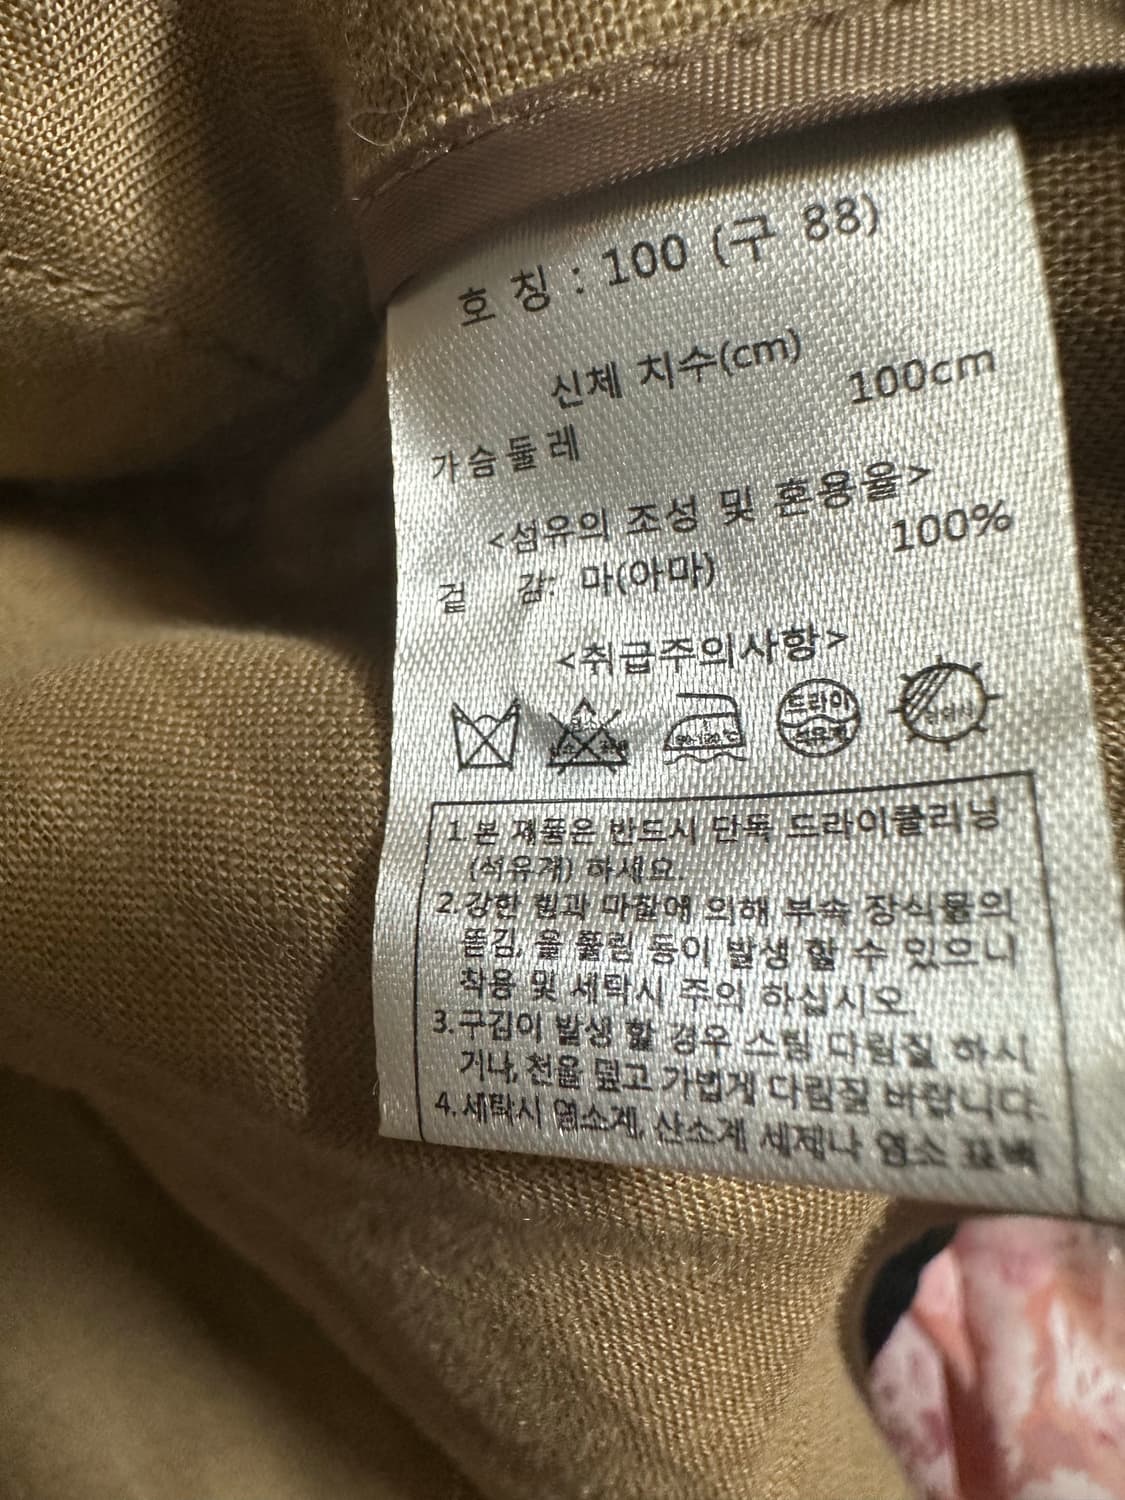 호칭 : 100 (구 88)
신체 치수(cm)
가슴둘레 100cm
<섬유의 조성 및 혼용율>
겉 감: 마(아마) 100%
<취급주의사항>
90-120℃
드라이
석유계
1. 본 제품은 반드시 단독 드라이클리닝
(석유계) 하세요.
2. 강한 힘과 마찰에 의해 부속 장식물의
뜯김, 올 풀림 등이 발생 할 수 있으니
착용 및 세탁시 주의 하십시오
3. 구김이 발생 할 경우 스팀 다림질 하시
거나, 천을 덮고 가볍게 다림질 바랍니다.
4. 세탁시 염소계, 산소계 세제나 염소 표백